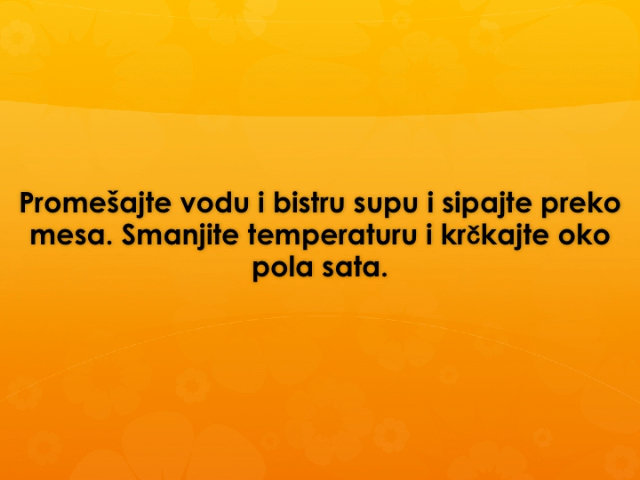 Promešajte vodu i bistru supu i sipajte preko
mesa. Smanjite temperaturu i krčkajte oko
pola sata.